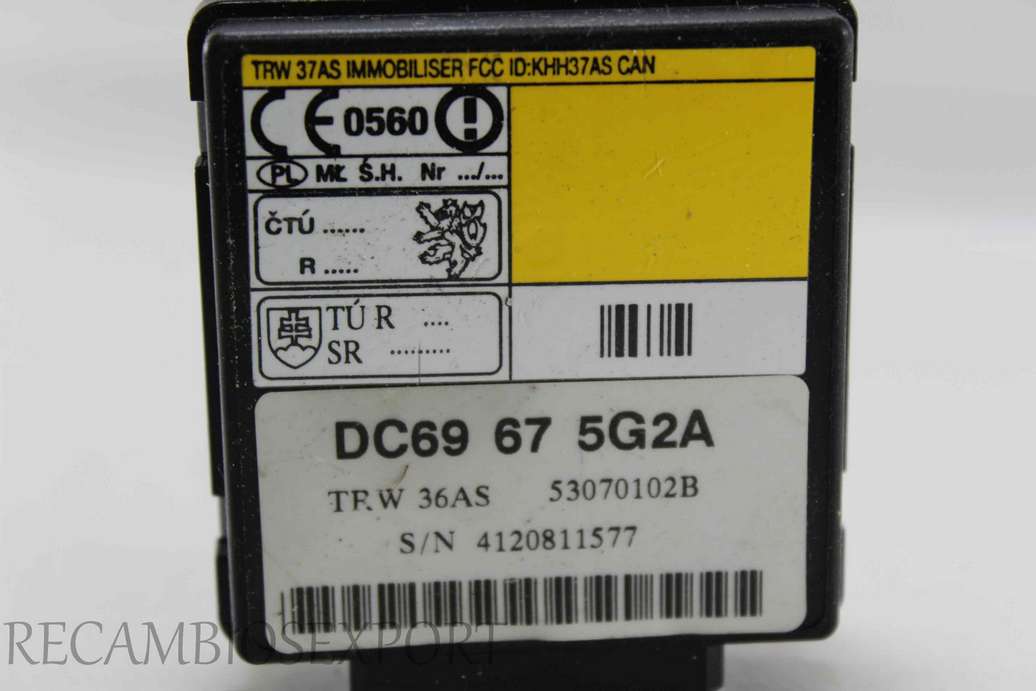 TRW 37AS IMMOBILISER FCC ID:KHH37AS CAN
CE 0560 !
PL MŁ Ś.H. Nr .../...
ČTÚ ......
R .....
TÚ R ....
SR .........
DC69 67 5G2A
TRW 36AS 53070102B
S/N 4120811577
RECAMBIOSEXPORT